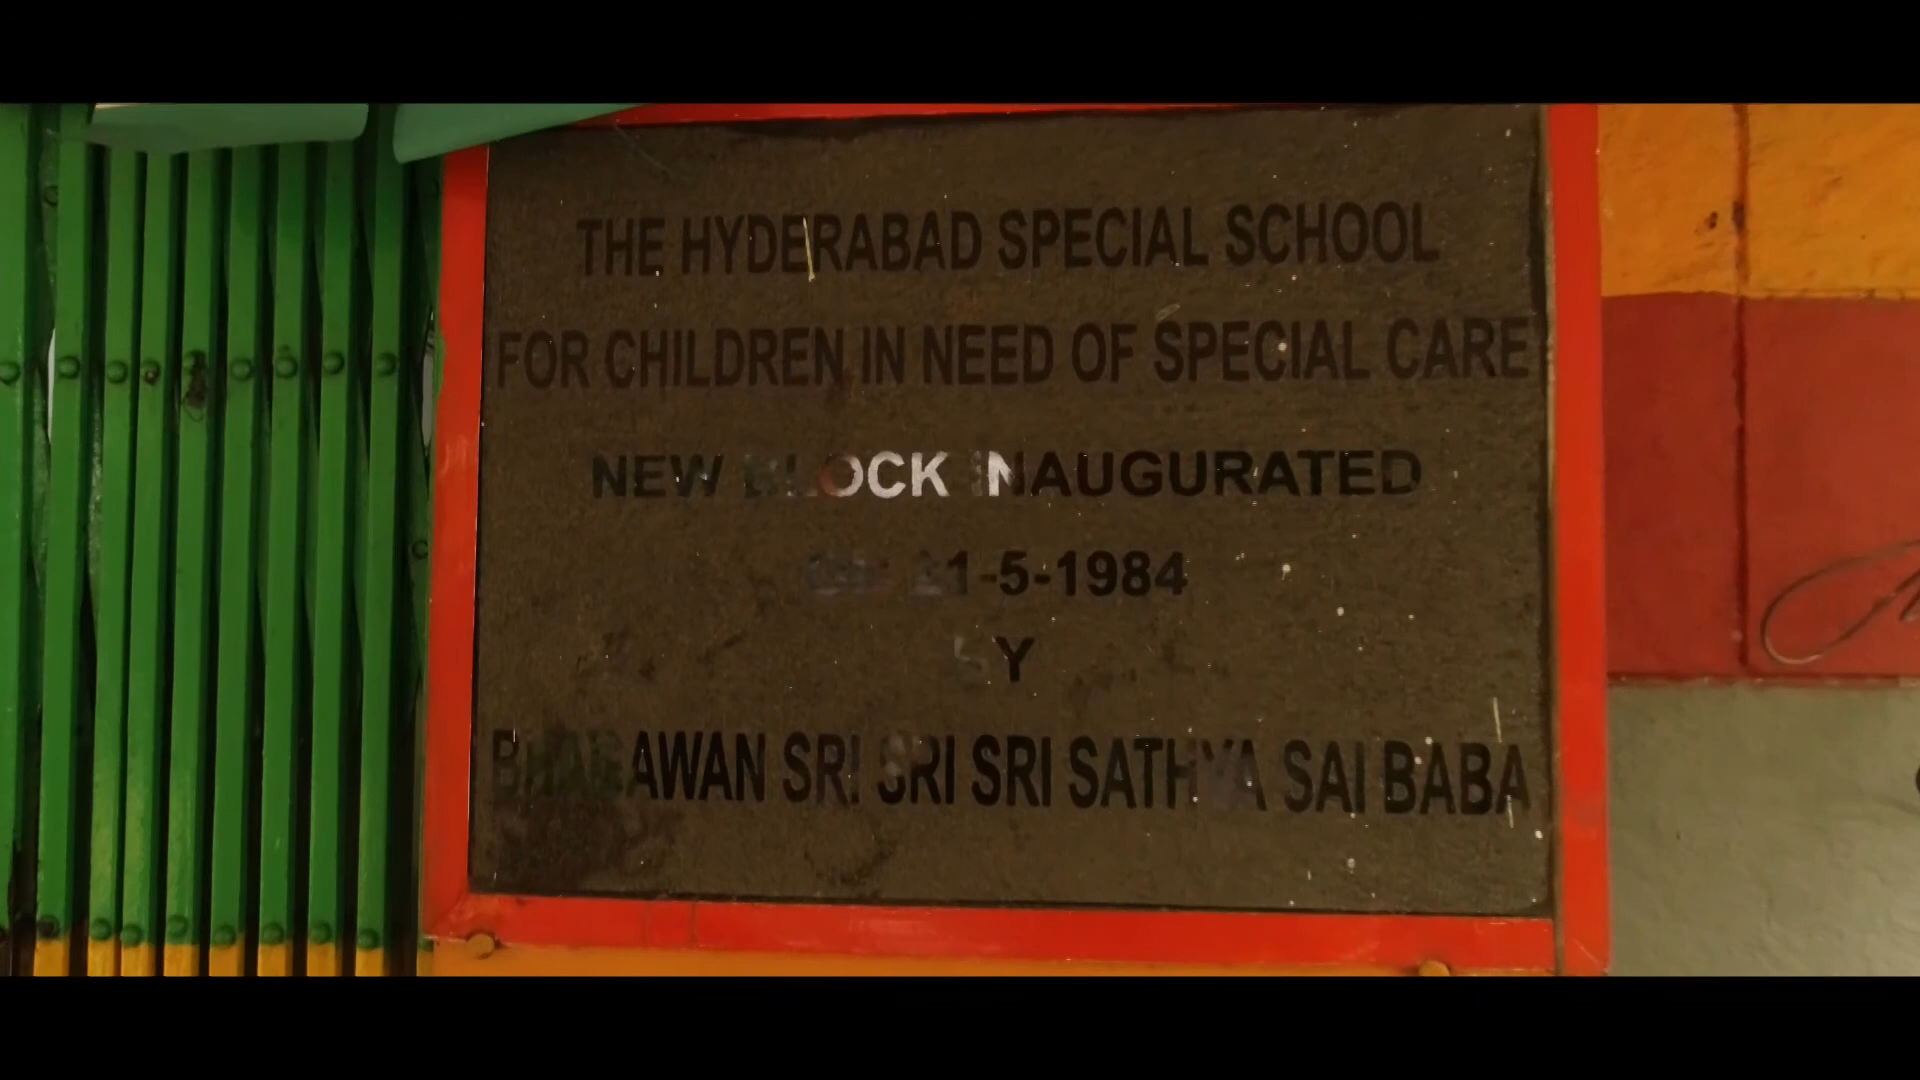 THE HYDERABAD SPECIAL SCHOOL
FOR CHILDREN IN NEED OF SPECIAL CARE
NEW BLOCK INAUGURATED
1-5-1984
BY
BHAGAWAN SRI SRI SRI SATHYA SAI BABA